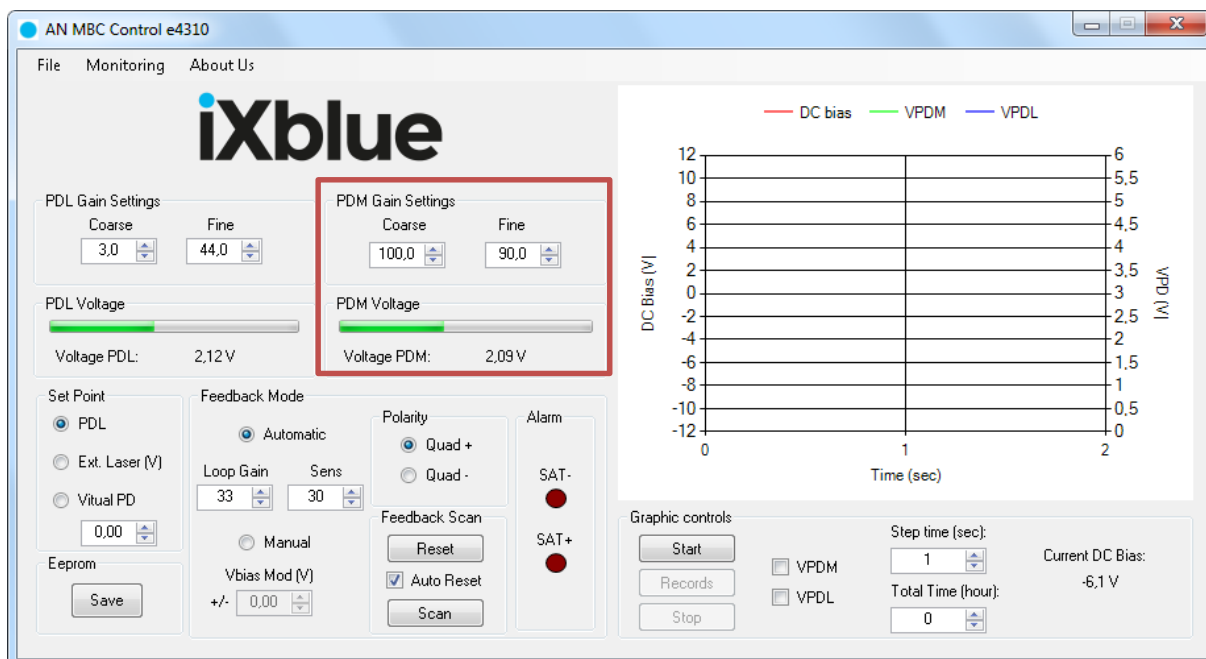 AN MBC Control e4310
File Monitoring About Us
iXblue
PDL Gain Settings
Coarse Fine
3,0 44,0
PDM Gain Settings
Coarse Fine
100,0 90,0
PDL Voltage
Voltage PDL: 2,12 V
PDM Voltage
Voltage PDM: 2,09 V
Set Point
PDL
Ext. Laser (V)
Vitual PD
0,00
Eeprom
Save
Feedback Mode
Automatic
Loop Gain Sens
33 30
Manual
Vbias Mod (V)
+/- 0,00
Polarity
Quad +
Quad -
Feedback Scan
Reset
Auto Reset
Scan
Alarm
SAT-
SAT+
DC bias VPDM VPDL
DC Bias (V)
12
10
8
6
4
2
0
-2
-4
-6
-8
-10
-12
6
5,5
5
4,5
4
3,5
3
2,5
2
1,5
1
0,5
0
VPD (V)
0 1 2
Time (sec)
Graphic controls
Start
Records
Stop
VPDM
VPDL
Step time (sec):
1
Total Time (hour):
0
Current DC Bias:
-6,1 V